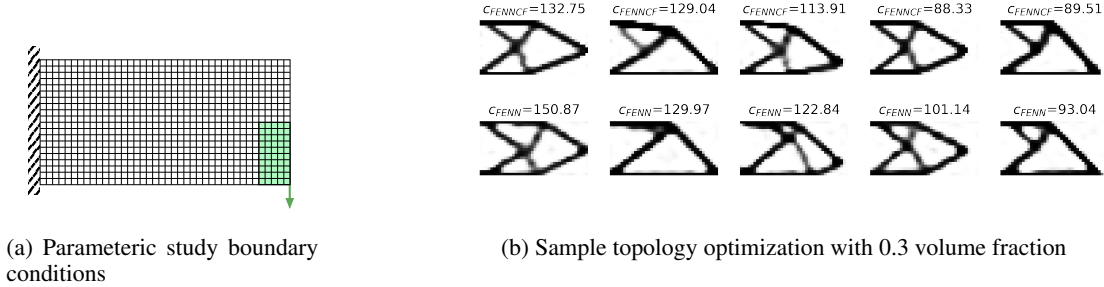 c_FENNCF=132.75 c_FENNCF=129.04 c_FENNCF=113.91 c_FENNCF=88.33 c_FENNCF=89.51
c_FENN=150.87 c_FENN=129.97 c_FENN=122.84 c_FENN=101.14 c_FENN=93.04
(a) Parameteric study boundary
conditions
(b) Sample topology optimization with 0.3 volume fraction